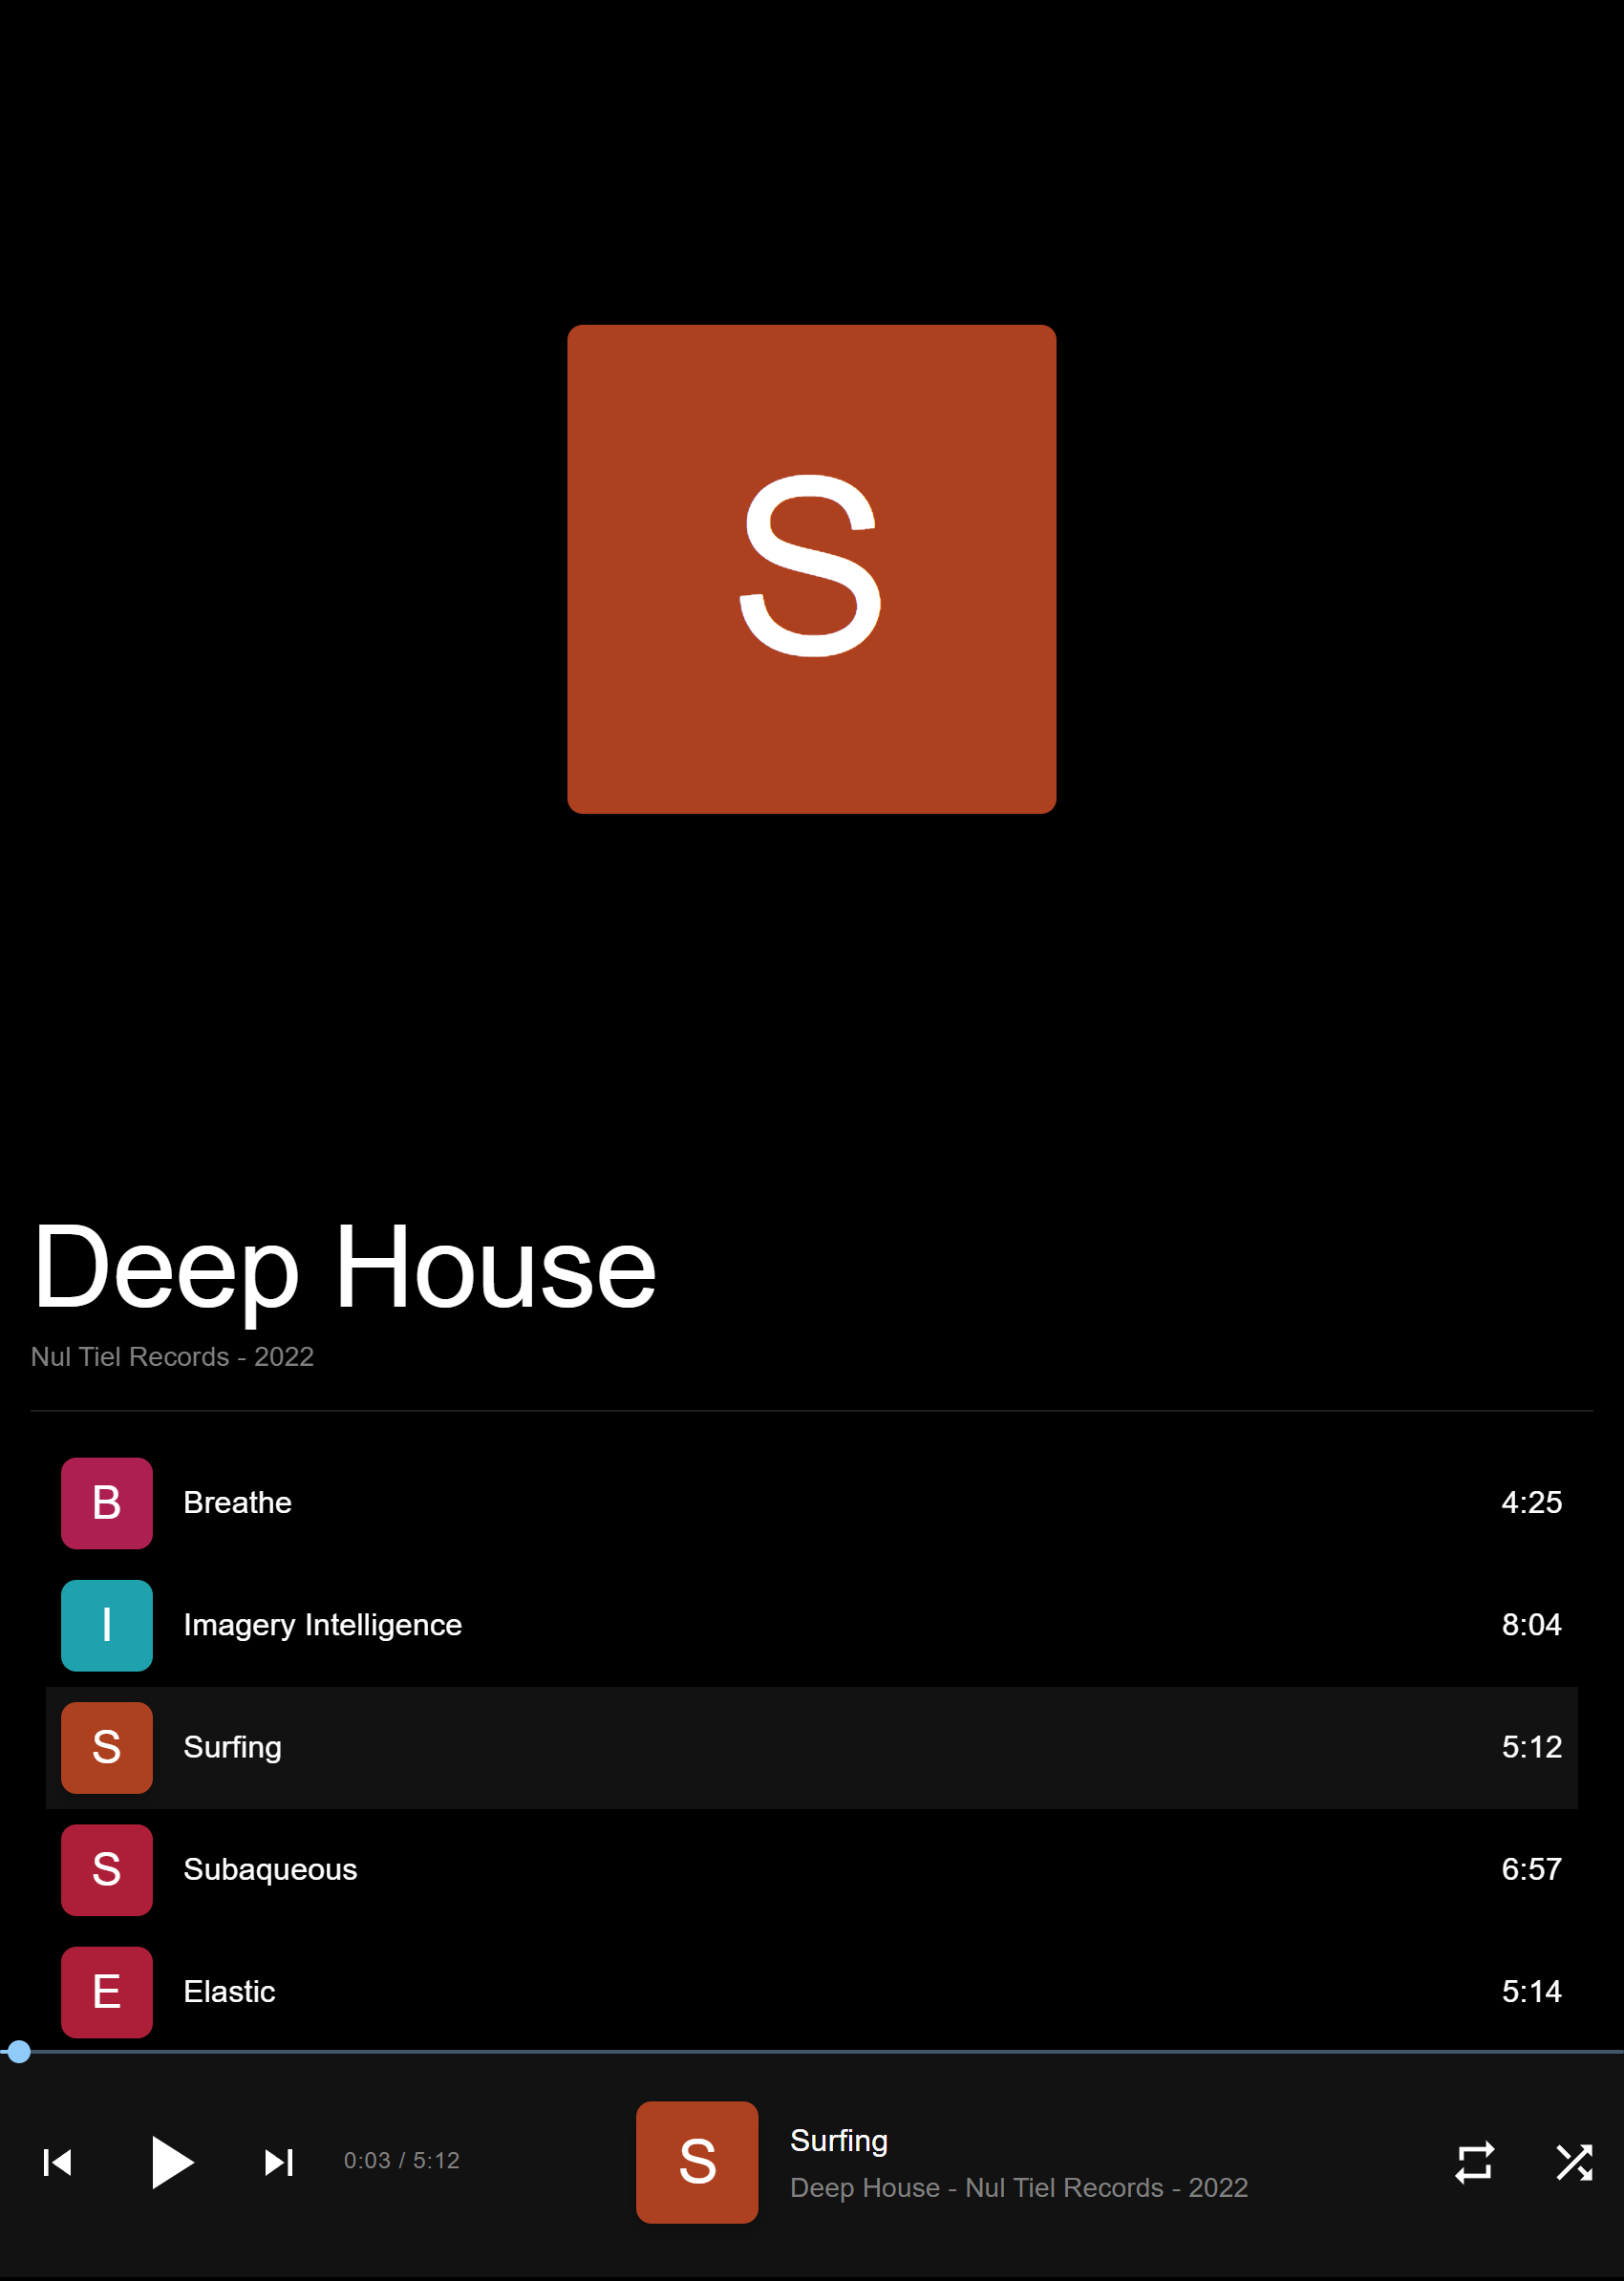 S
Deep House
Nul Tiel Records - 2022
B Breathe 4:25
I Imagery Intelligence 8:04
S Surfing 5:12
S Subaqueous 6:57
E Elastic 5:14
0:03 / 5:12
S
Surfing
Deep House - Nul Tiel Records - 2022